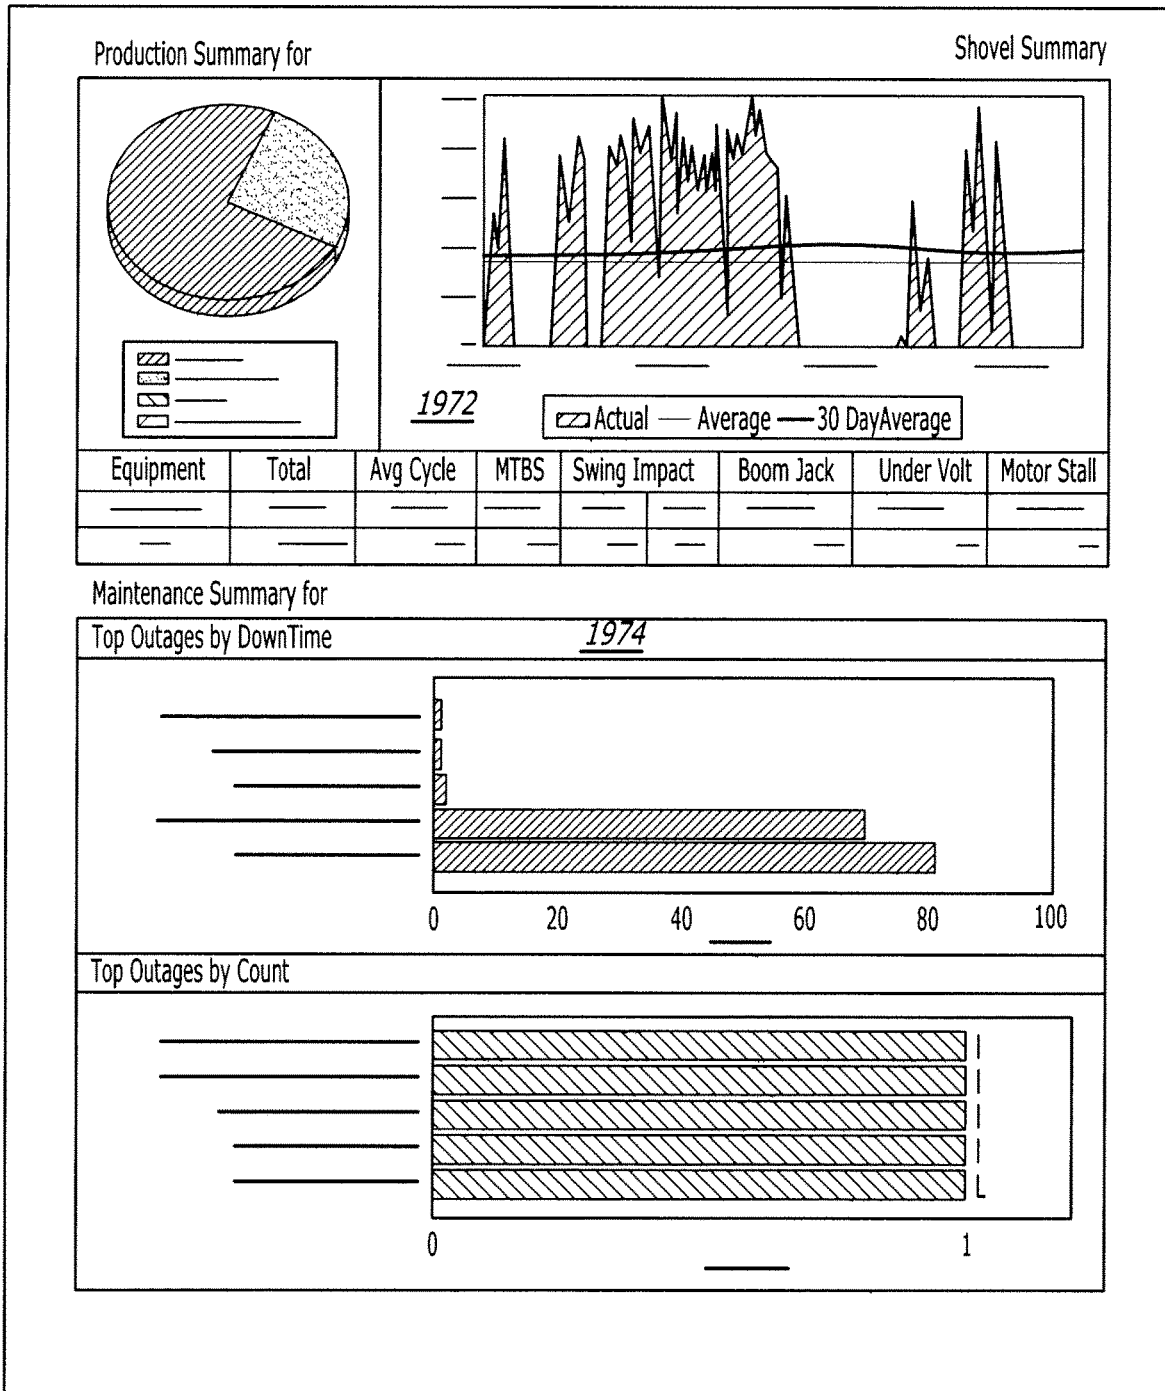 Production Summary for
Shovel Summary
1972
Actual Average 30 DayAverage
Equipment Total Avg Cycle MTBS Swing Impact Boom Jack Under Volt Motor Stall
Maintenance Summary for
Top Outages by DownTime
1974
0 20 40 60 80 100
Top Outages by Count
0 1